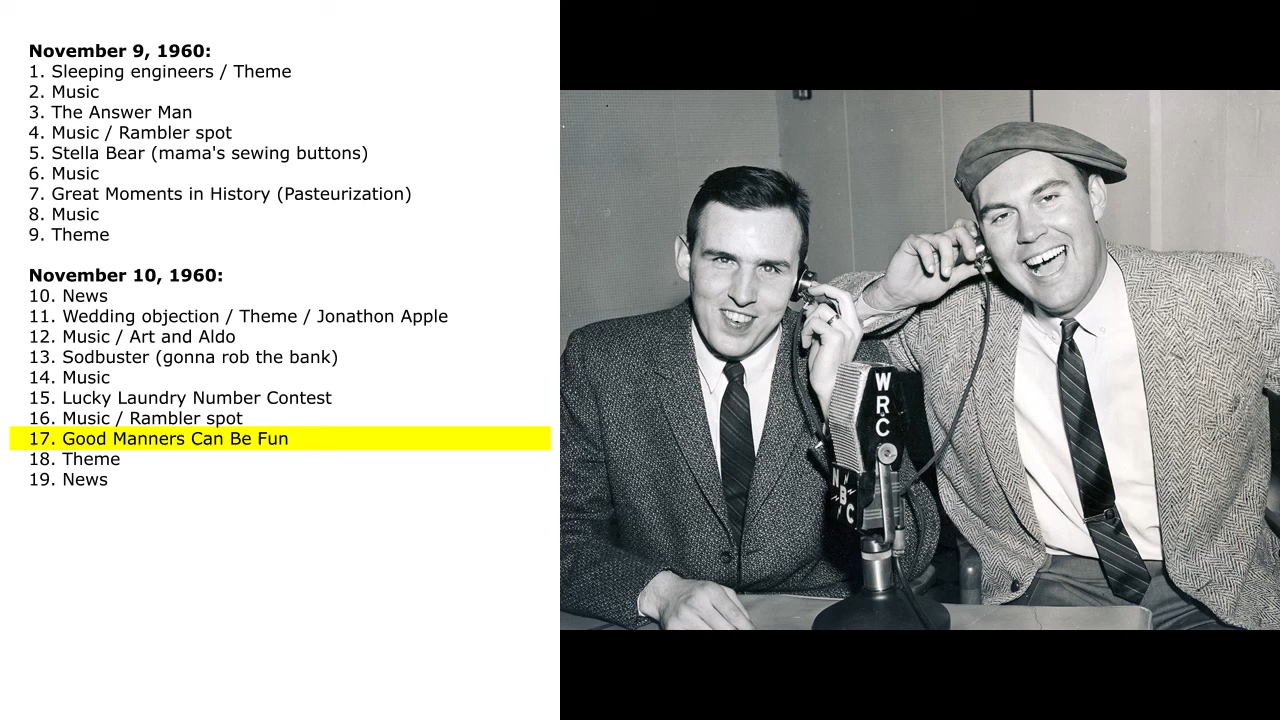 November 9, 1960:
1. Sleeping engineers / Theme
2. Music
3. The Answer Man
4. Music / Rambler spot
5. Stella Bear (mama's sewing buttons)
6. Music
7. Great Moments in History (Pasteurization)
8. Music
9. Theme
November 10, 1960:
10. News
11. Wedding objection / Theme / Jonathon Apple
12. Music / Art and Aldo
13. Sodbuster (gonna rob the bank)
14. Music
15. Lucky Laundry Number Contest
16. Music / Rambler spot
17. Good Manners Can Be Fun
18. Theme
19. News
WRC
NBC